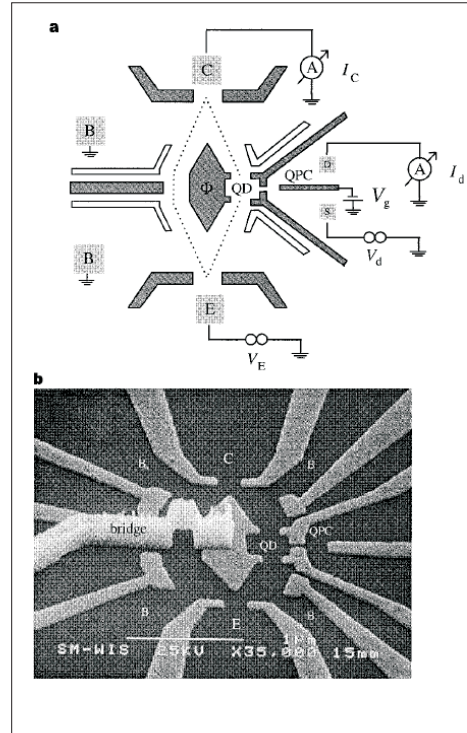 a
C
A
I_C
B
Φ
QD
QPC
D
A
I_d
V_g
S
V_d
B
E
V_E
b
B
C
B
bridge
QD
QPC
B
E
B
1μm
SM-WIS 25KV X35,000 15mm